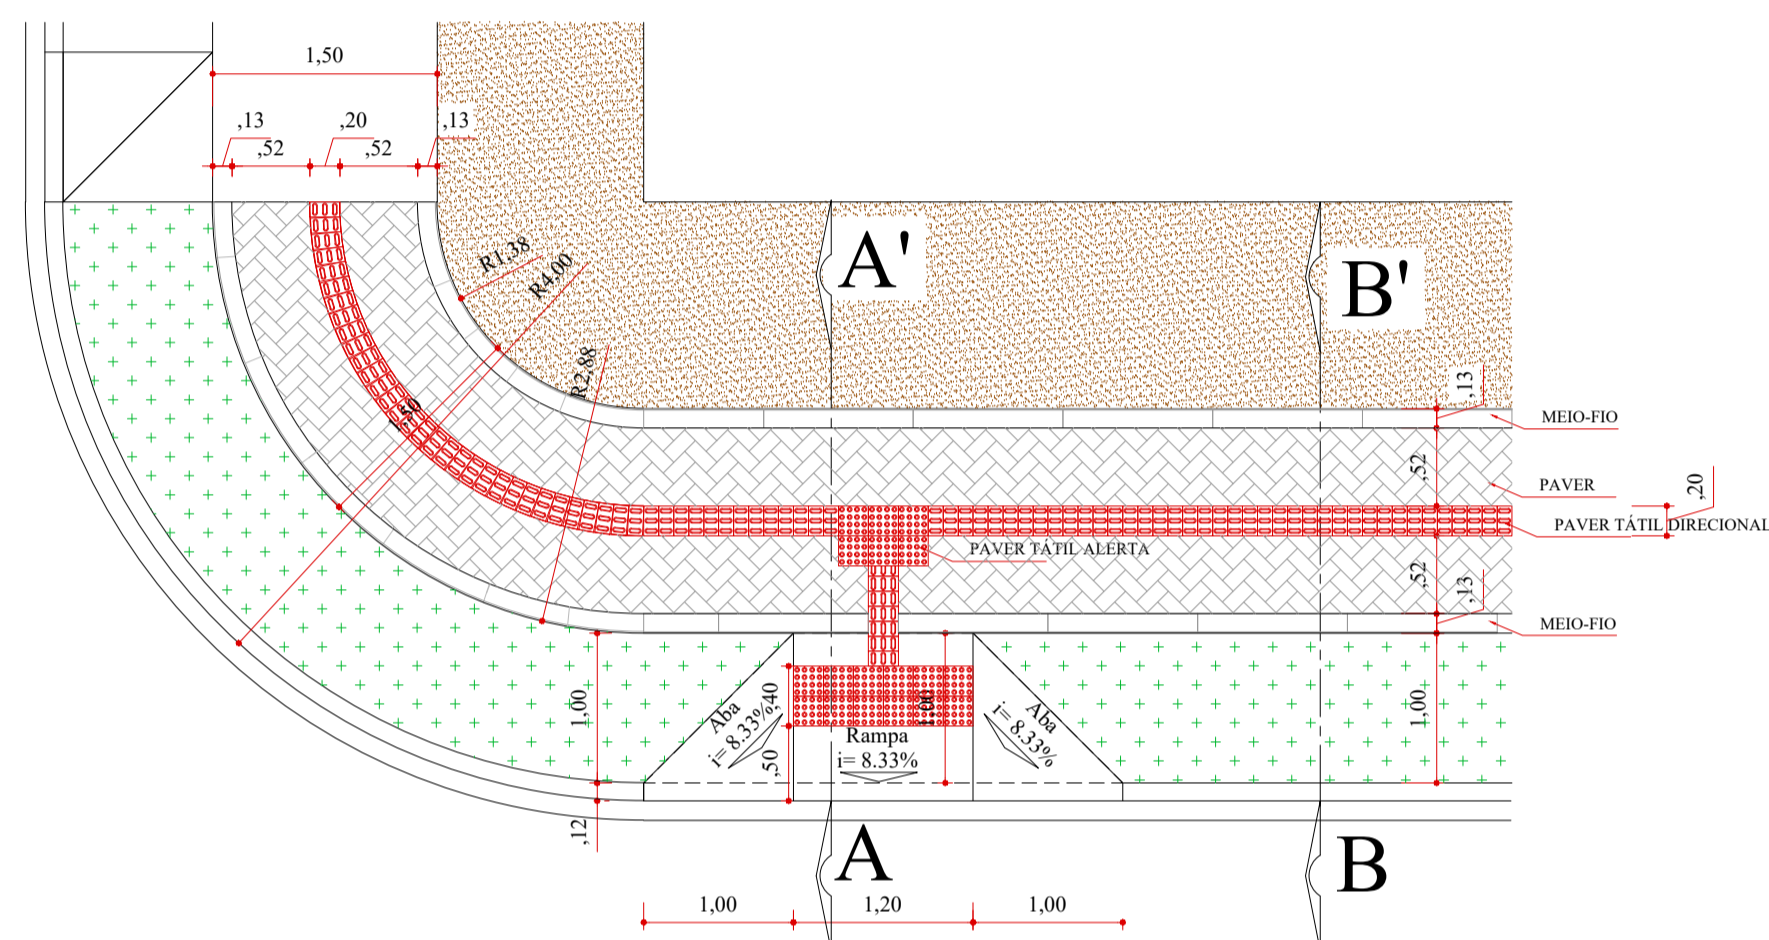 1,50
,13
,20
,13
,52
,52
A'
B'
R1,38
R4,00
R2,88
1,50
,13
MEIO-FIO
,52
PAVER
,20
PAVER TÁTIL DIRECIONAL
PAVER TÁTIL ALERTA
,52
,13
MEIO-FIO
1,00
Aba
i= 8.33%
,40
1,00
Aba
i= 8.33%
1,00
Rampa
i= 8.33%
,50
,12
A
B
1,00
1,20
1,00